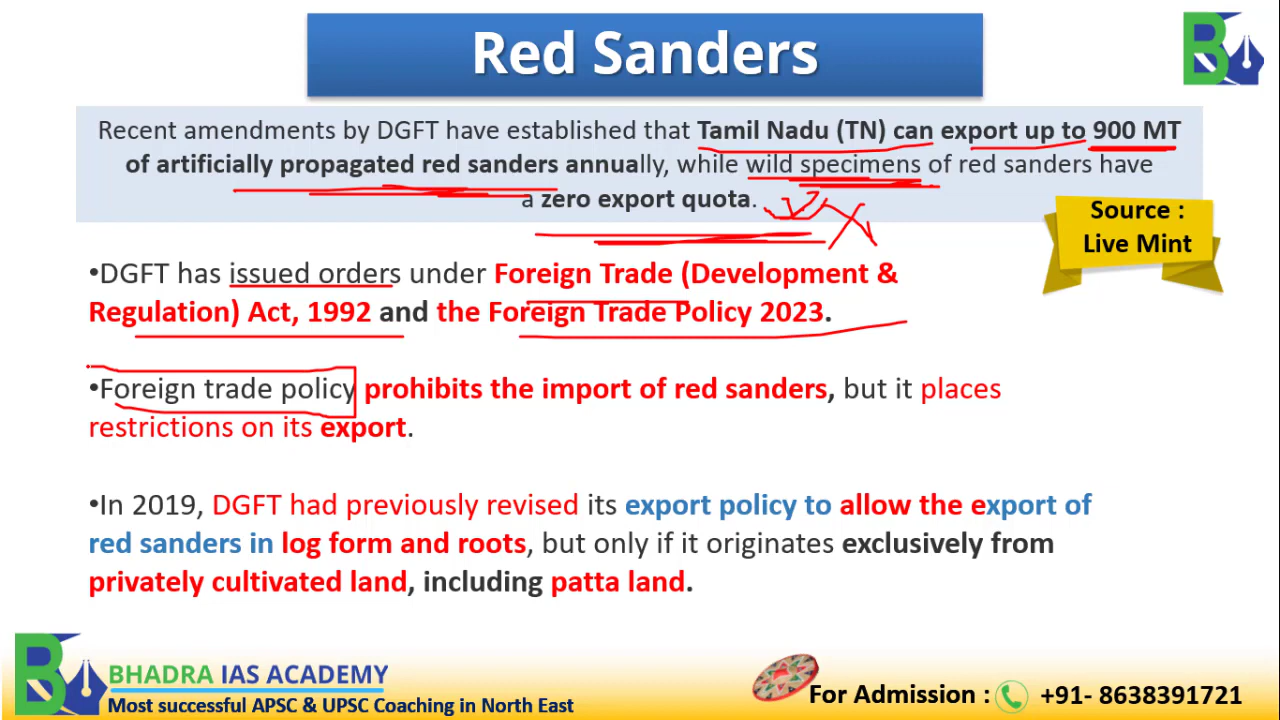 Red Sanders
Recent amendments by DGFT have established that Tamil Nadu (TN) can export up to 900 MT
of artificially propagated red sanders annually, while wild specimens of red sanders have
a zero export quota.
Source :
Live Mint
•DGFT has issued orders under Foreign Trade (Development &
Regulation) Act, 1992 and the Foreign Trade Policy 2023.
•Foreign trade policy prohibits the import of red sanders, but it places
restrictions on its export.
•In 2019, DGFT had previously revised its export policy to allow the export of
red sanders in log form and roots, but only if it originates exclusively from
privately cultivated land, including patta land.
BHADRA IAS ACADEMY
Most successful APSC & UPSC Coaching in North East
For Admission : +91- 8638391721